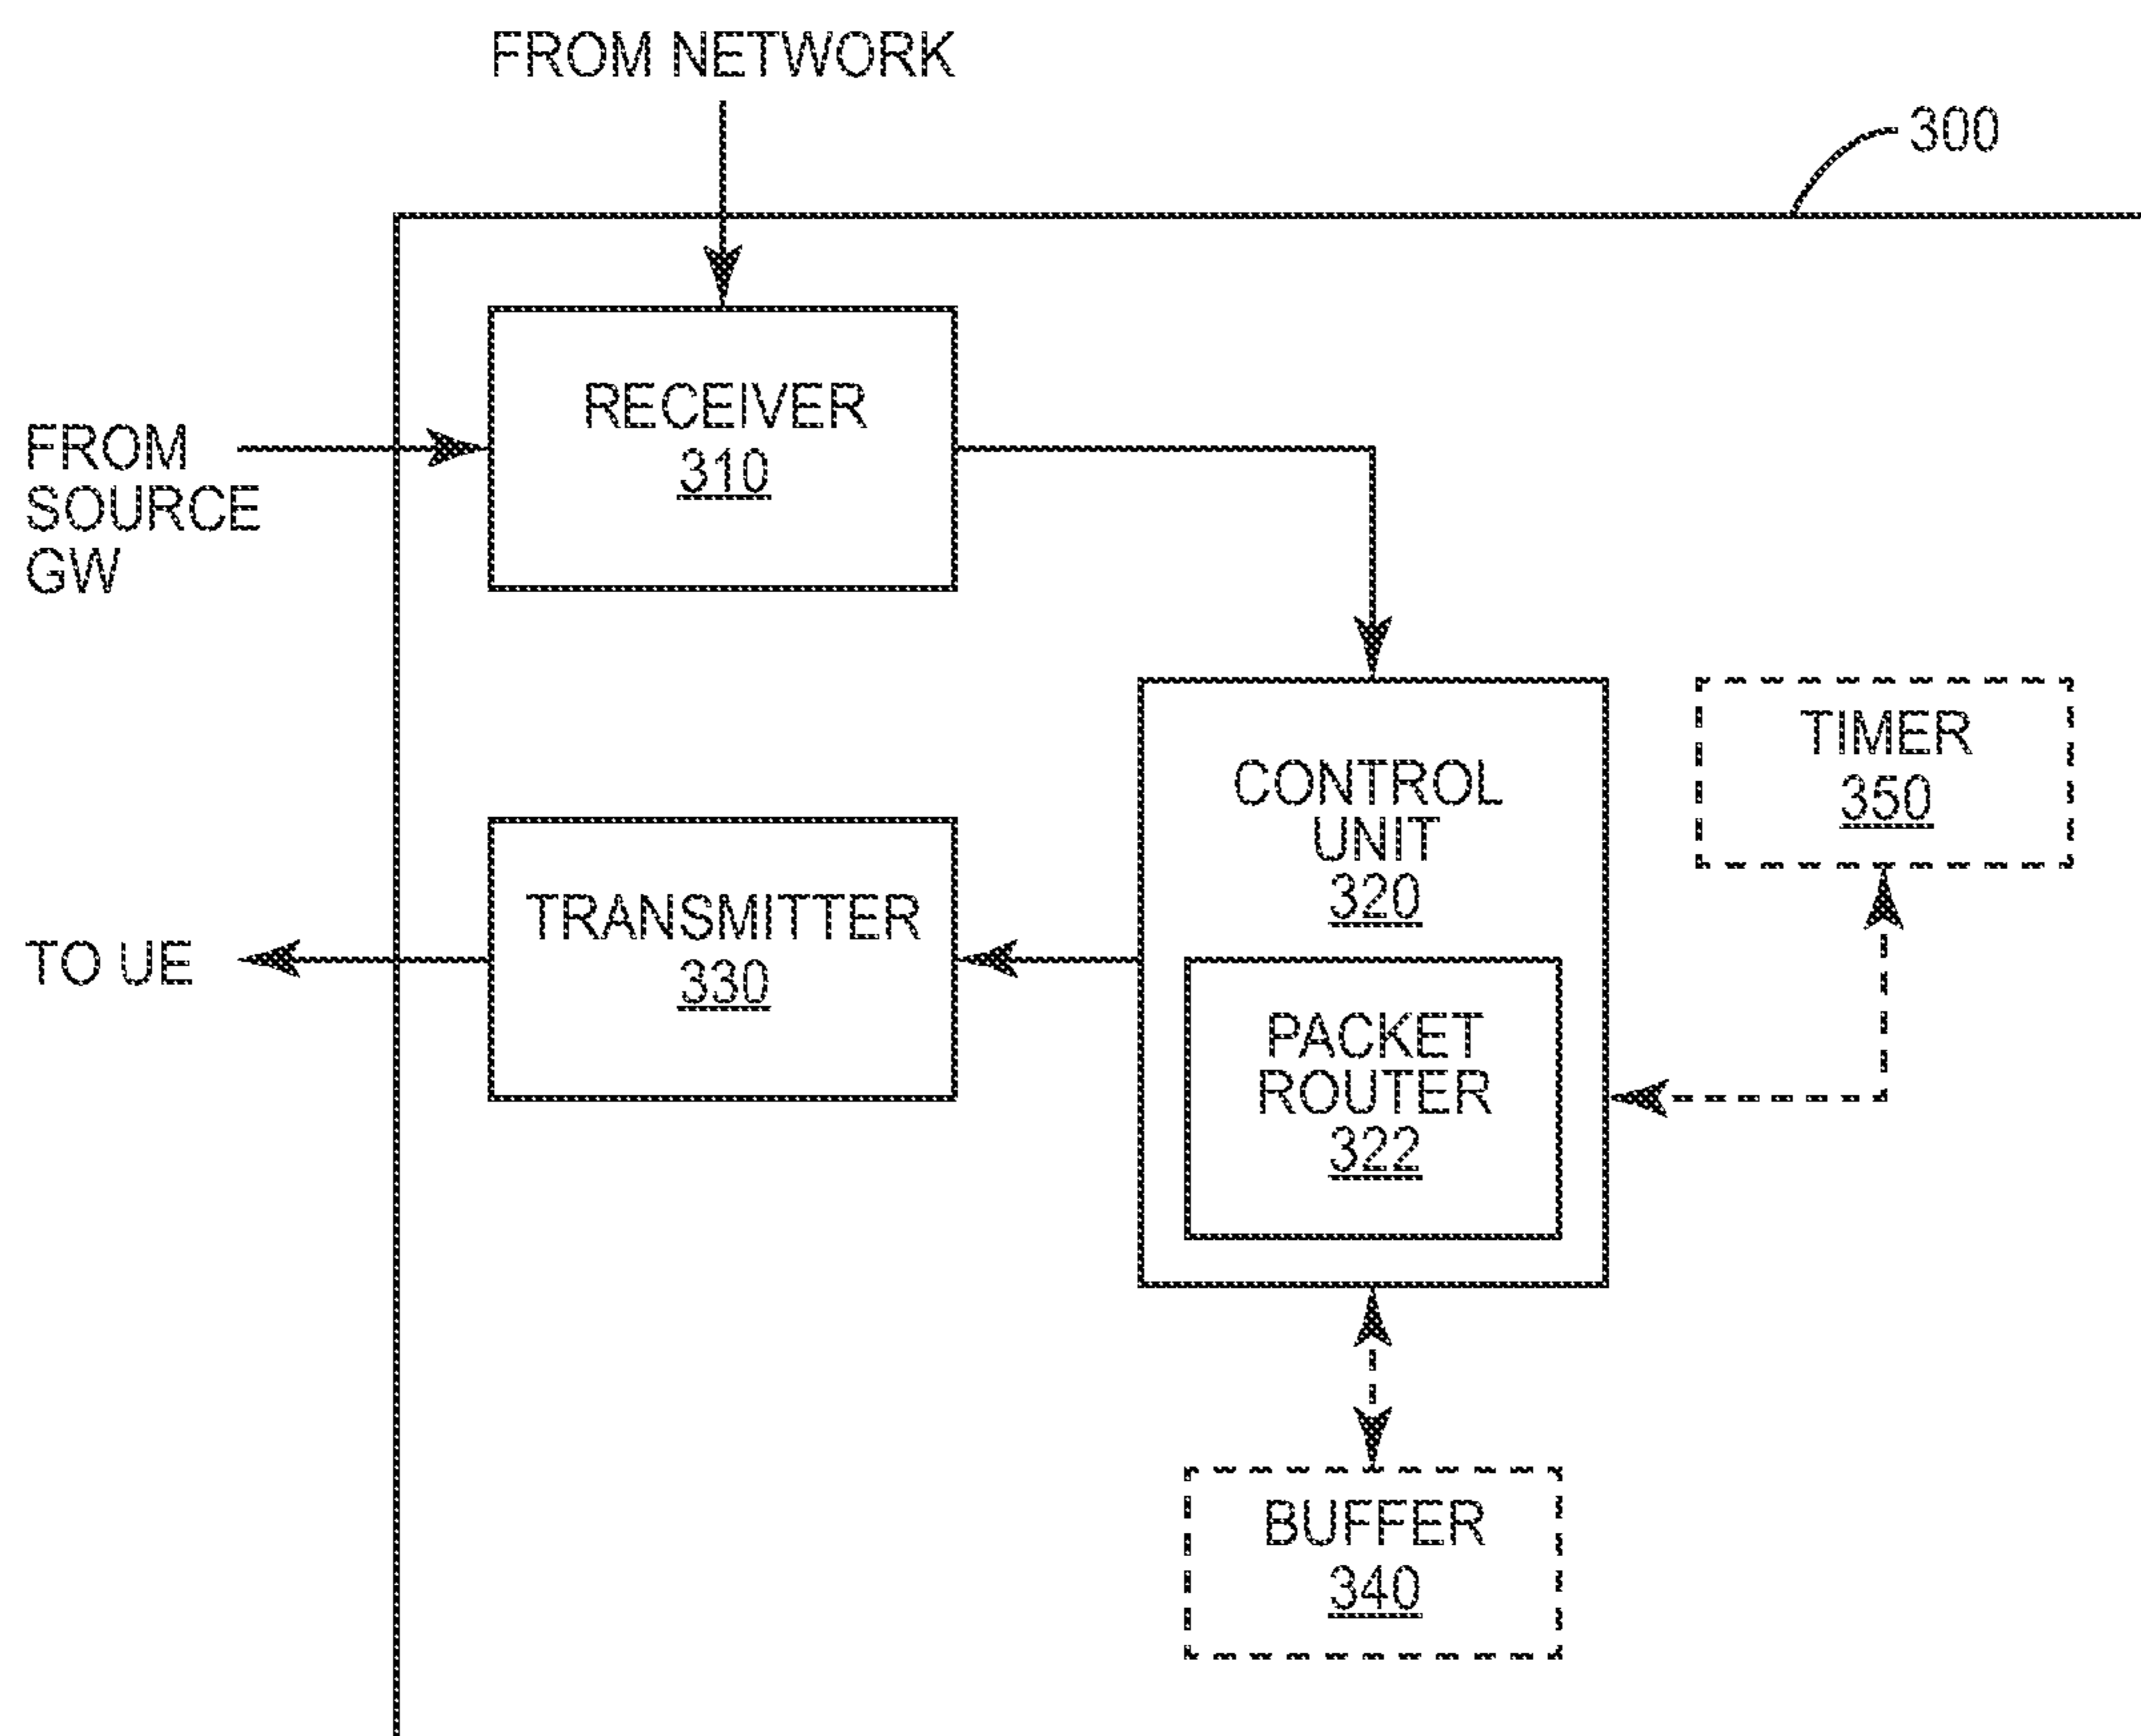 FROM NETWORK
300
RECEIVER
310
FROM
SOURCE
GW
CONTROL
UNIT
320
TIMER
350
TRANSMITTER
330
TO UE
PACKET
ROUTER
322
BUFFER
340